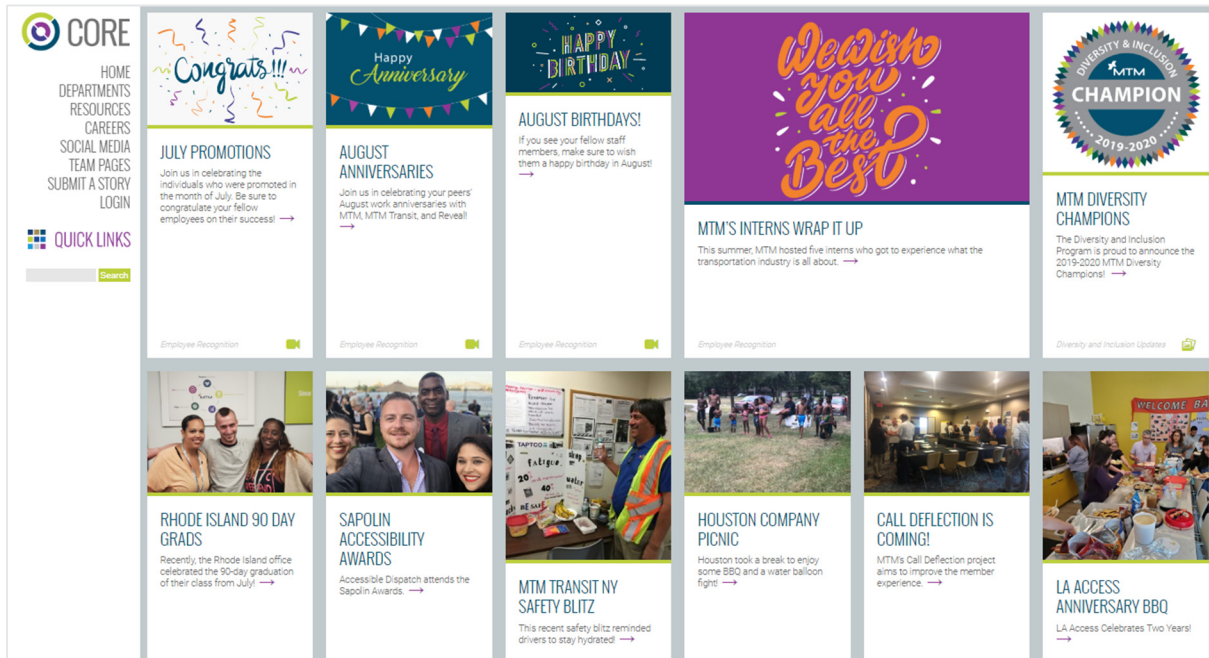 CORE
HOME
DEPARTMENTS
RESOURCES
CAREERS
SOCIAL MEDIA
TEAM PAGES
SUBMIT A STORY
LOGIN
QUICK LINKS
Search
Congrats!!!
JULY PROMOTIONS
Join us in celebrating the
individuals who were promoted in
the month of July. Be sure to
congratulate your fellow
employees on their success! →
Employee Recognition
Happy
Anniversary
AUGUST
ANNIVERSARIES
Join us in celebrating your peers'
August work anniversaries with
MTM, MTM Transit, and Reveal!
→
Employee Recognition
HAPPY
BIRTHDAY
AUGUST BIRTHDAYS!
If you see your fellow staff
members, make sure to wish
them a happy birthday in August!
→
Employee Recognition
We wish
you
all
the
Best
MTM'S INTERNS WRAP IT UP
This summer, MTM hosted five interns who got to experience what the
transportation industry is all about. →
Employee Recognition
DIVERSITY & INCLUSION
MTM
CHAMPION
2019-2020
MTM DIVERSITY
CHAMPIONS
The Diversity and Inclusion
Program is proud to announce the
2019-2020 MTM Diversity
Champions! →
Diversity and Inclusion Updates
RHODE ISLAND 90 DAY
GRADS
Recently, the Rhode Island office
celebrated the 90-day graduation
of their class from July! →
SAPOLIN
ACCESSIBILITY
AWARDS
Accessible Dispatch attends the
Sapolin Awards. →
TAPTCO
Fatigue
20%
40%
water
BE SAFE
MTM TRANSIT NY
SAFETY BLITZ
This recent safety blitz reminded
drivers to stay hydrated! →
HOUSTON COMPANY
PICNIC
Houston took a break to enjoy
some BBQ and a water balloon
fight! →
CALL DEFLECTION IS
COMING!
MTM's Call Deflection project
aims to improve the member
experience. →
WELCOME BA
LA ACCESS
ANNIVERSARY BBQ
LA Access Celebrates Two Years!
→